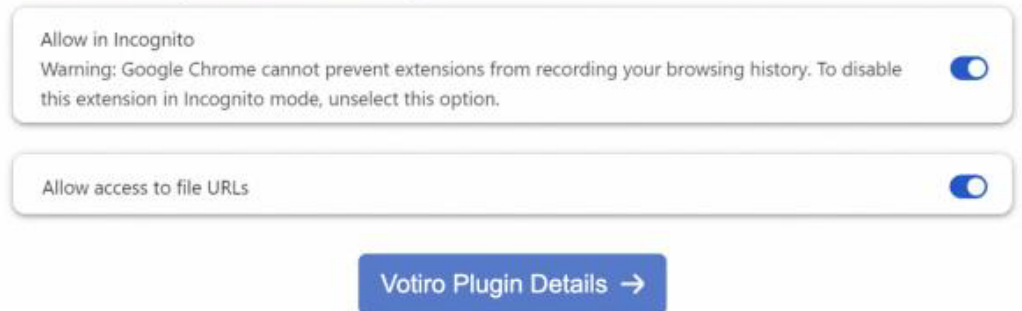 Allow in Incognito
Warning: Google Chrome cannot prevent extensions from recording your browsing history. To disable
this extension in Incognito mode, unselect this option.
Allow access to file URLs
Votiro Plugin Details →